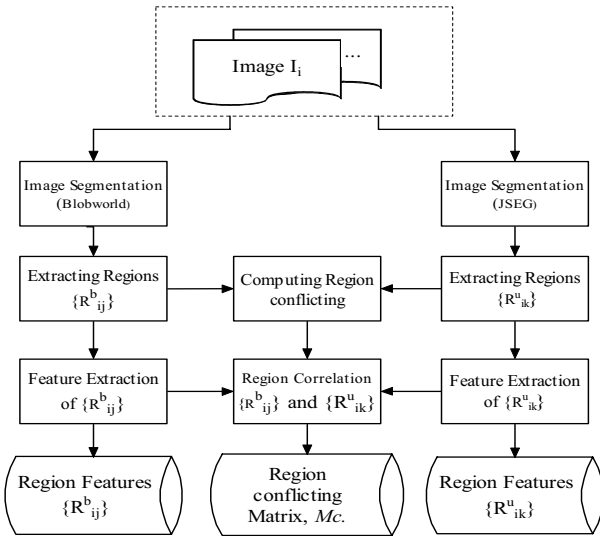 Image I_i
...
Image Segmentation
(Blobworld)
Image Segmentation
(JSEG)
Extracting Regions
{R^b_ij}
Computing Region
conflicting
Extracting Regions
{R^u_ik}
Feature Extraction
of {R^b_ij}
Region Correlation
{R^b_ij} and {R^u_ik}
Feature Extraction
of {R^u_ik}
Region Features
{R^b_ij}
Region
conflicting
Matrix, Mc.
Region Features
{R^u_ik}